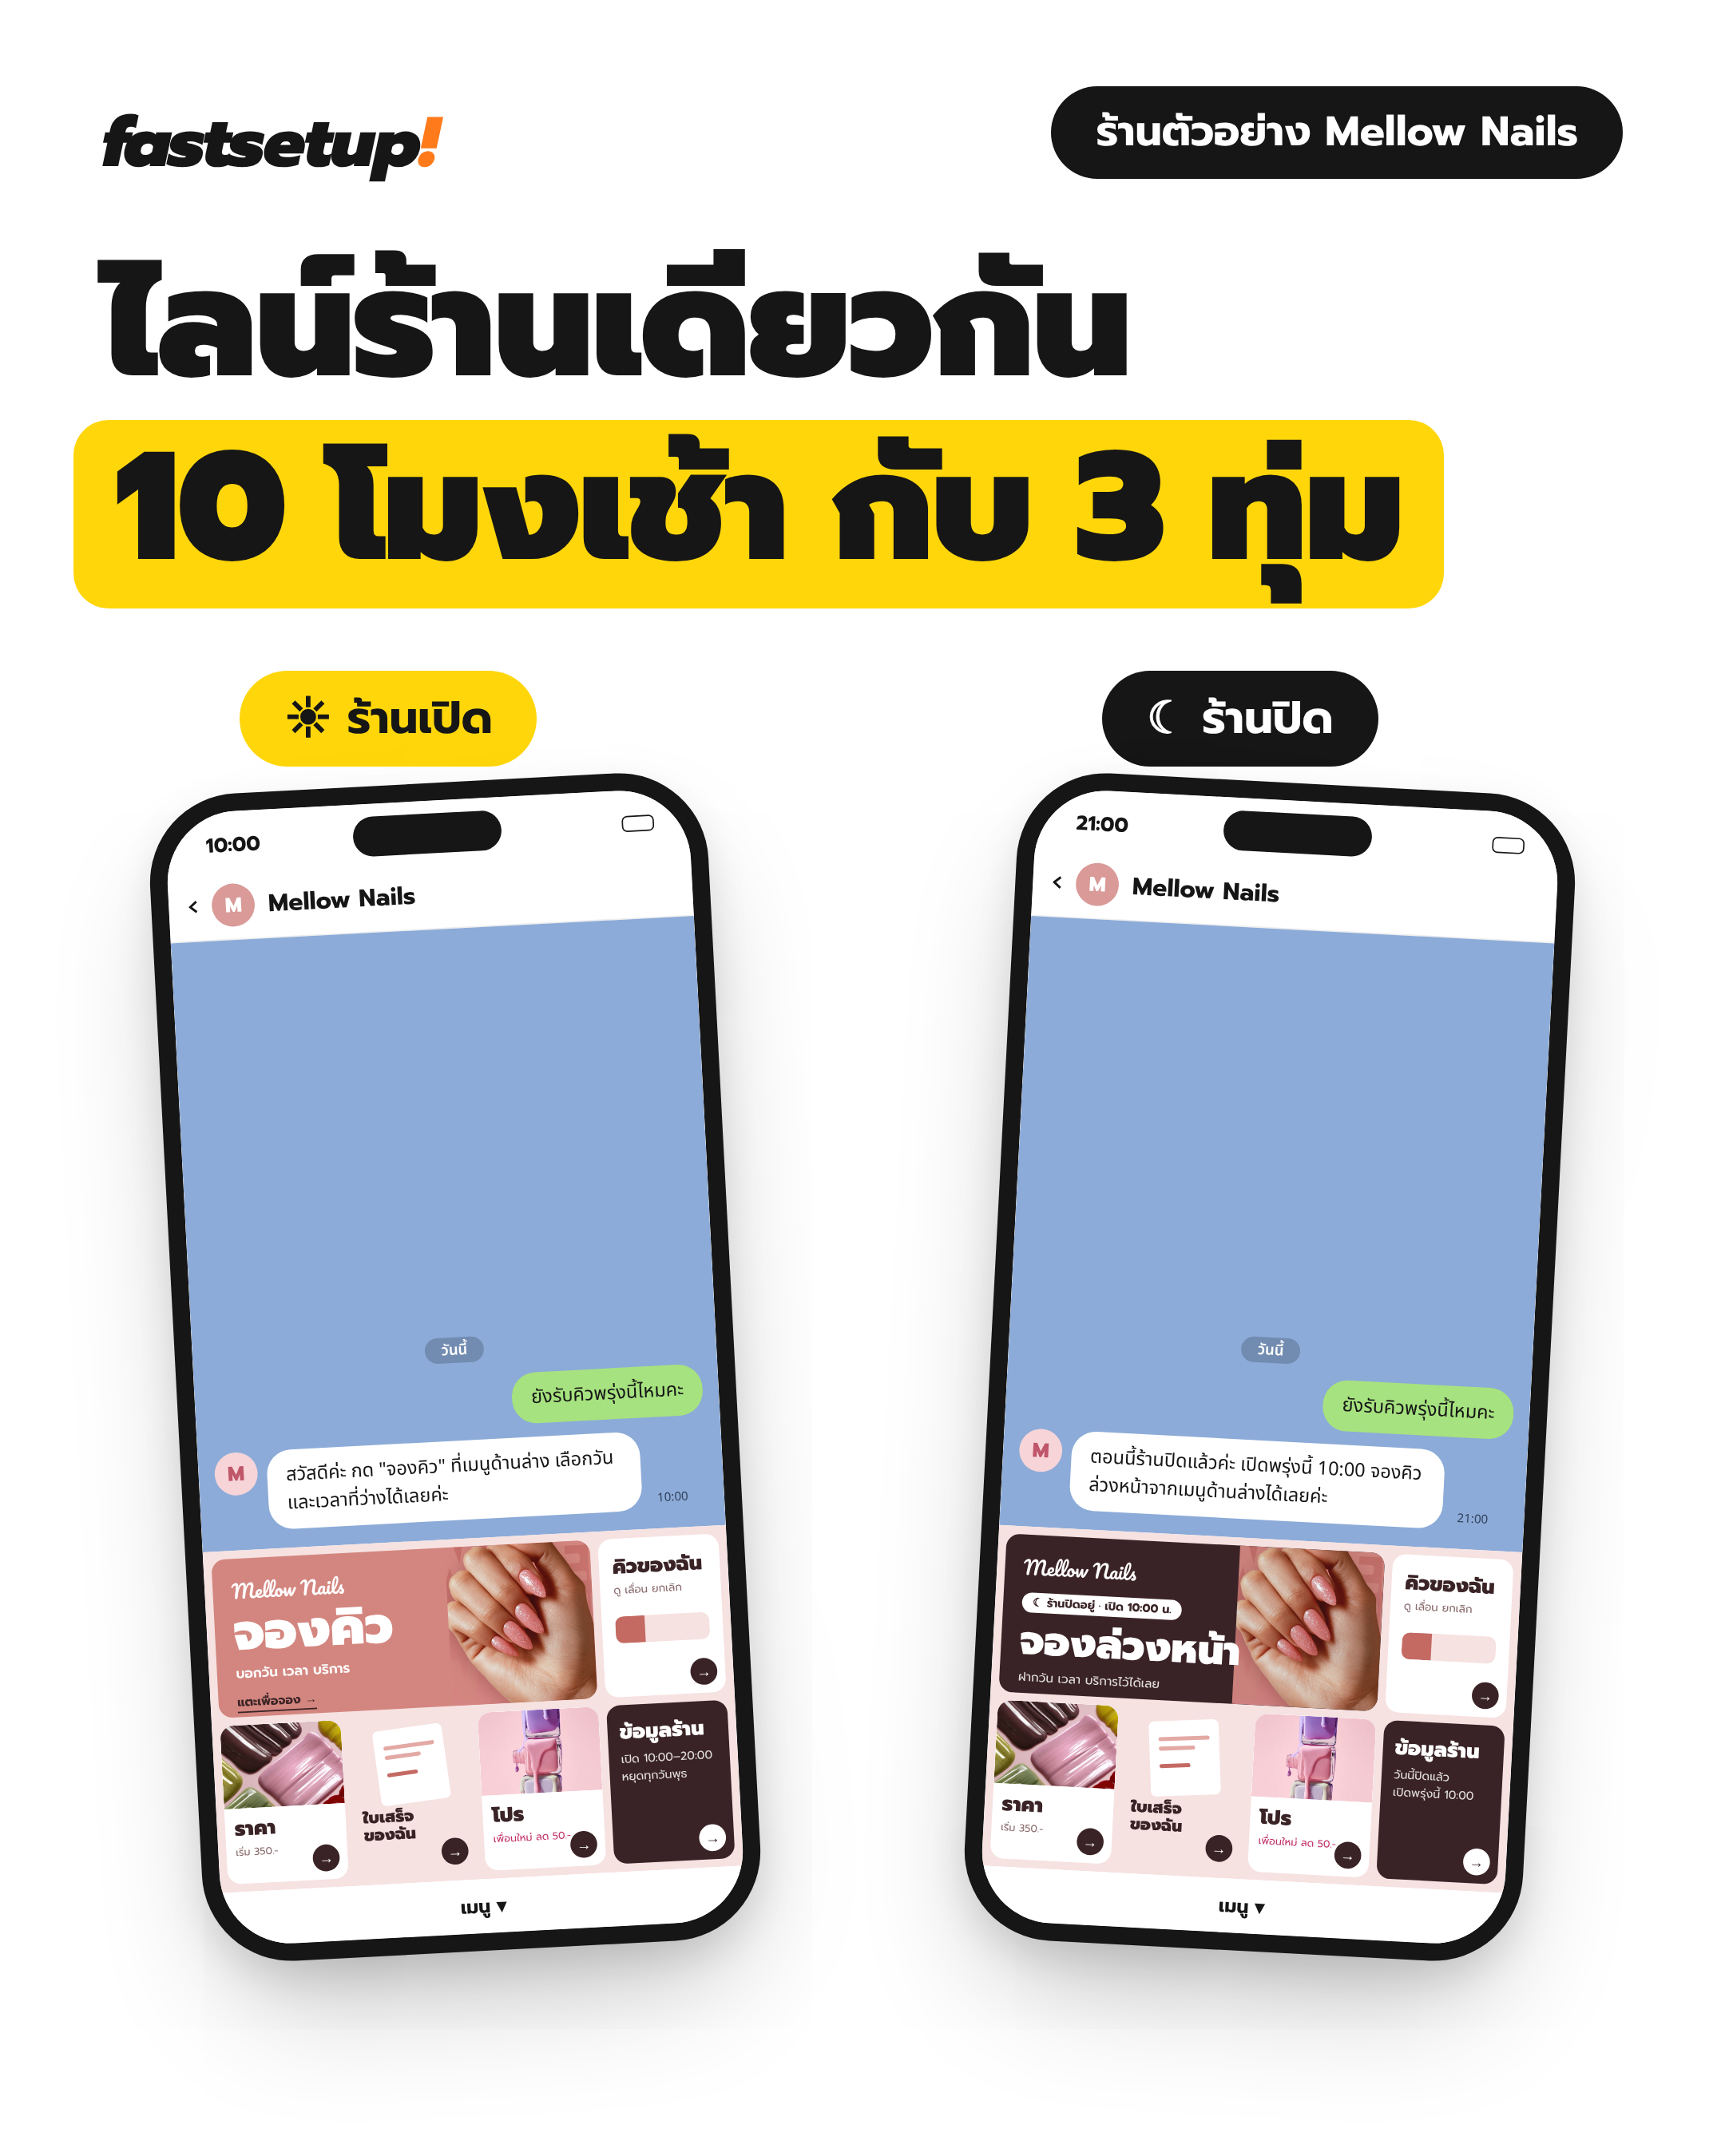 fastsetup!
ร้านตัวอย่าง Mellow Nails
ไลน์ร้านเดียวกัน
10 โมงเช้า กับ 3 ทุ่ม
☀ ร้านเปิด
10:00
< M Mellow Nails
วันนี้
ยังรับคิวพรุ่งนี้ไหมคะ
M
สวัสดีค่ะ กด "จองคิว" ที่เมนูด้านล่าง เลือกวัน
และเวลาที่ว่างได้เลยค่ะ
10:00
Mellow Nails
จองคิว
บอกวัน เวลา บริการ
แตะเพื่อจอง →
คิวของฉัน
ดู เลื่อน ยกเลิก
→
ราคา
เริ่ม 350.-
→
ใบเสร็จ
ของฉัน
→
โปร
เพื่อนใหม่ ลด 50.-
→
ข้อมูลร้าน
เปิด 10:00–20:00
หยุดทุกวันพุธ
→
เมนู ▾
☾ ร้านปิด
21:00
< M Mellow Nails
วันนี้
ยังรับคิวพรุ่งนี้ไหมคะ
M
ตอนนี้ร้านปิดแล้วค่ะ เปิดพรุ่งนี้ 10:00 จองคิว
ล่วงหน้าจากเมนูด้านล่างได้เลยค่ะ
21:00
Mellow Nails
☾ ร้านปิดอยู่ · เปิด 10:00 น.
จองล่วงหน้า
ฝากวัน เวลา บริการไว้ได้เลย
คิวของฉัน
ดู เลื่อน ยกเลิก
→
ราคา
เริ่ม 350.-
→
ใบเสร็จ
ของฉัน
→
โปร
เพื่อนใหม่ ลด 50.-
→
ข้อมูลร้าน
วันนี้ปิดแล้ว
เปิดพรุ่งนี้ 10:00
→
เมนู ▾